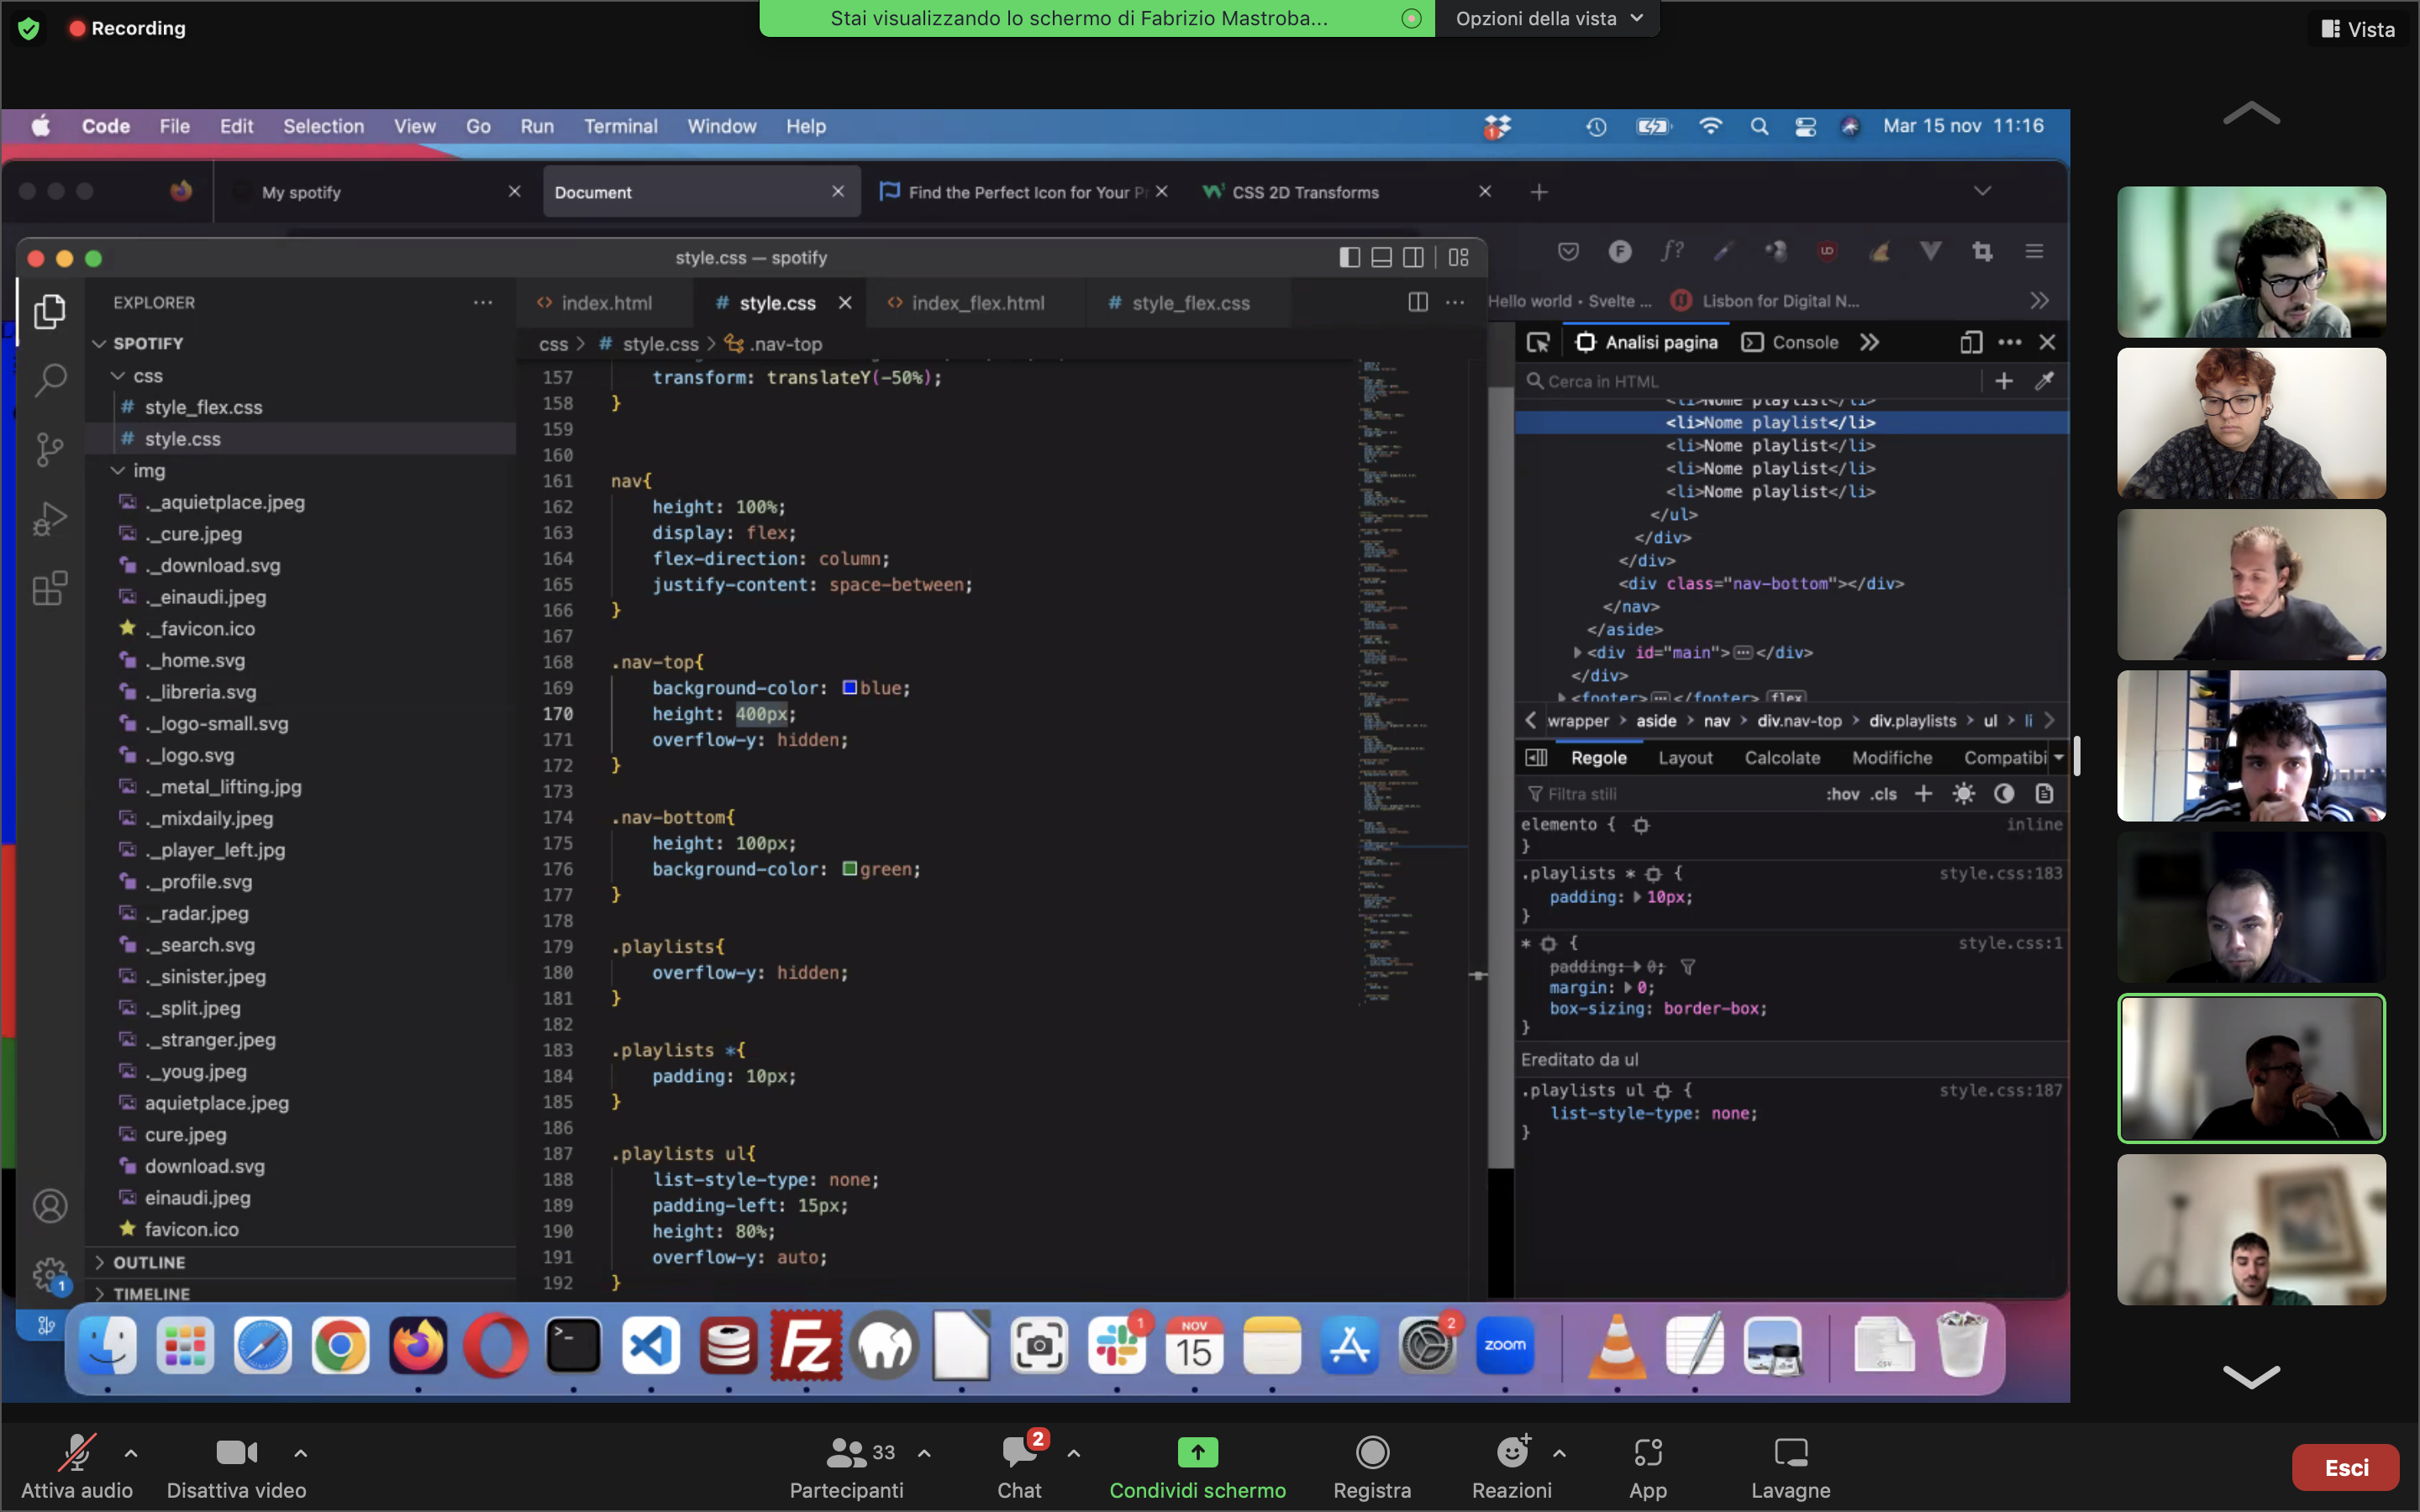 Recording
Stai visualizzando lo schermo di Fabrizio Mastroba...
Opzioni della vista
Vista
Code File Edit Selection View Go Run Terminal Window Help
1
Mar 15 nov 11:16
My spotify
Document
Find the Perfect Icon for Your Pr
CSS 2D Transforms
style.css — spotify
EXPLORER
index.html
style.css
index_flex.html
style_flex.css
Hello world • Svelte ...
Lisbon for Digital N...
SPOTIFY
css
style_flex.css
style.css
img
._aquietplace.jpeg
._cure.jpeg
._download.svg
._einaudi.jpeg
._favicon.ico
._home.svg
._libreria.svg
._logo-small.svg
._logo.svg
._metal_lifting.jpg
._mixdaily.jpeg
._player_left.jpg
._profile.svg
._radar.jpeg
._search.svg
._sinister.jpeg
._split.jpeg
._stranger.jpeg
._youg.jpeg
aquietplace.jpeg
cure.jpeg
download.svg
einaudi.jpeg
favicon.ico
OUTLINE
TIMELINE
1
css > # style.css > .nav-top
157 transform: translateY(-50%);
158 }
159
160
161 nav{
162 height: 100%;
163 display: flex;
164 flex-direction: column;
165 justify-content: space-between;
166 }
167
168 .nav-top{
169 background-color: blue;
170 height: 400px;
171 overflow-y: hidden;
172 }
173
174 .nav-bottom{
175 height: 100px;
176 background-color: green;
177 }
178
179 .playlists{
180 overflow-y: hidden;
181 }
182
183 .playlists *{
184 padding: 10px;
185 }
186
187 .playlists ul{
188 list-style-type: none;
189 padding-left: 15px;
190 height: 80%;
191 overflow-y: auto;
192 }
Analisi pagina
Console
Cerca in HTML
<li>Nome playlist</li>
<li>Nome playlist</li>
<li>Nome playlist</li>
<li>Nome playlist</li>
<li>Nome playlist</li>
</ul>
</div>
</div>
<div class="nav-bottom"></div>
</nav>
</aside>
<div id="main">...</div>
</div>
<footer>...</footer> flex
wrapper > aside > nav > div.nav-top > div.playlists > ul > li
Regole Layout Calcolate Modifiche Compatibi
Filtra stili
:hov .cls
elemento { inline
}
.playlists * { style.css:183
padding: 10px;
}
* { style.css:1
padding: 0;
margin: 0;
box-sizing: border-box;
}
Ereditato da ul
.playlists ul { style.css:187
list-style-type: none;
}
1
NOV
15
2
zoom
CSV
Attiva audio
Disattiva video
33
Partecipanti
2
Chat
Condividi schermo
Registra
Reazioni
App
Lavagne
Esci